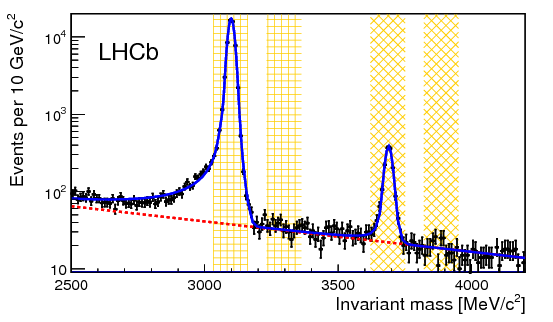 Events per 10 GeV/c²
10⁴
10³
10²
10
LHCb
2500 3000 3500 4000
Invariant mass [MeV/c²]